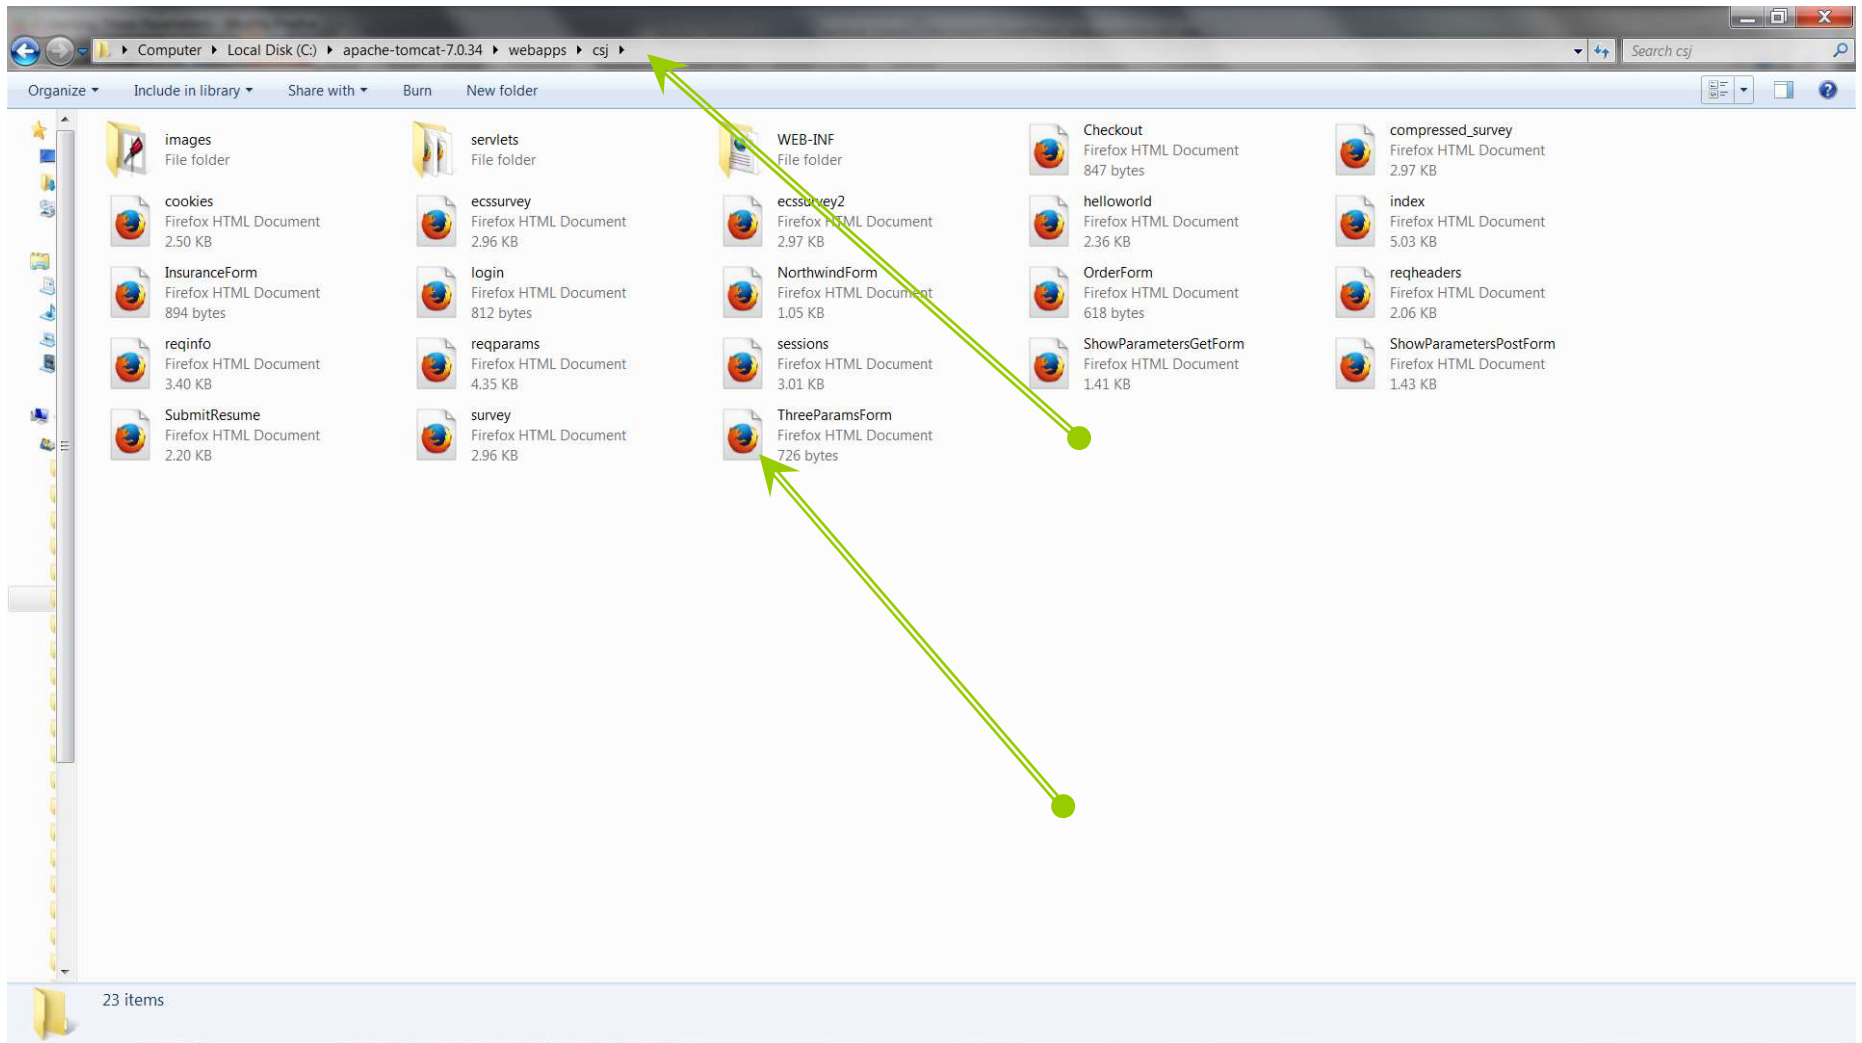 Computer Local Disk (C:) apache-tomcat-7.0.34 webapps csj
Search csj
Organize Include in library Share with Burn New folder
images
File folder
servlets
File folder
WEB-INF
File folder
Checkout
Firefox HTML Document
847 bytes
compressed_survey
Firefox HTML Document
2.97 KB
cookies
Firefox HTML Document
2.50 KB
ecssurvey
Firefox HTML Document
2.96 KB
ecssurvey2
Firefox HTML Document
2.97 KB
helloworld
Firefox HTML Document
2.36 KB
index
Firefox HTML Document
5.03 KB
InsuranceForm
Firefox HTML Document
894 bytes
login
Firefox HTML Document
812 bytes
NorthwindForm
Firefox HTML Document
1.05 KB
OrderForm
Firefox HTML Document
618 bytes
reqheaders
Firefox HTML Document
2.06 KB
reqinfo
Firefox HTML Document
3.40 KB
reqparams
Firefox HTML Document
4.35 KB
sessions
Firefox HTML Document
3.01 KB
ShowParametersGetForm
Firefox HTML Document
1.41 KB
ShowParametersPostForm
Firefox HTML Document
1.43 KB
SubmitResume
Firefox HTML Document
2.20 KB
survey
Firefox HTML Document
2.96 KB
ThreeParamsForm
Firefox HTML Document
726 bytes
23 items